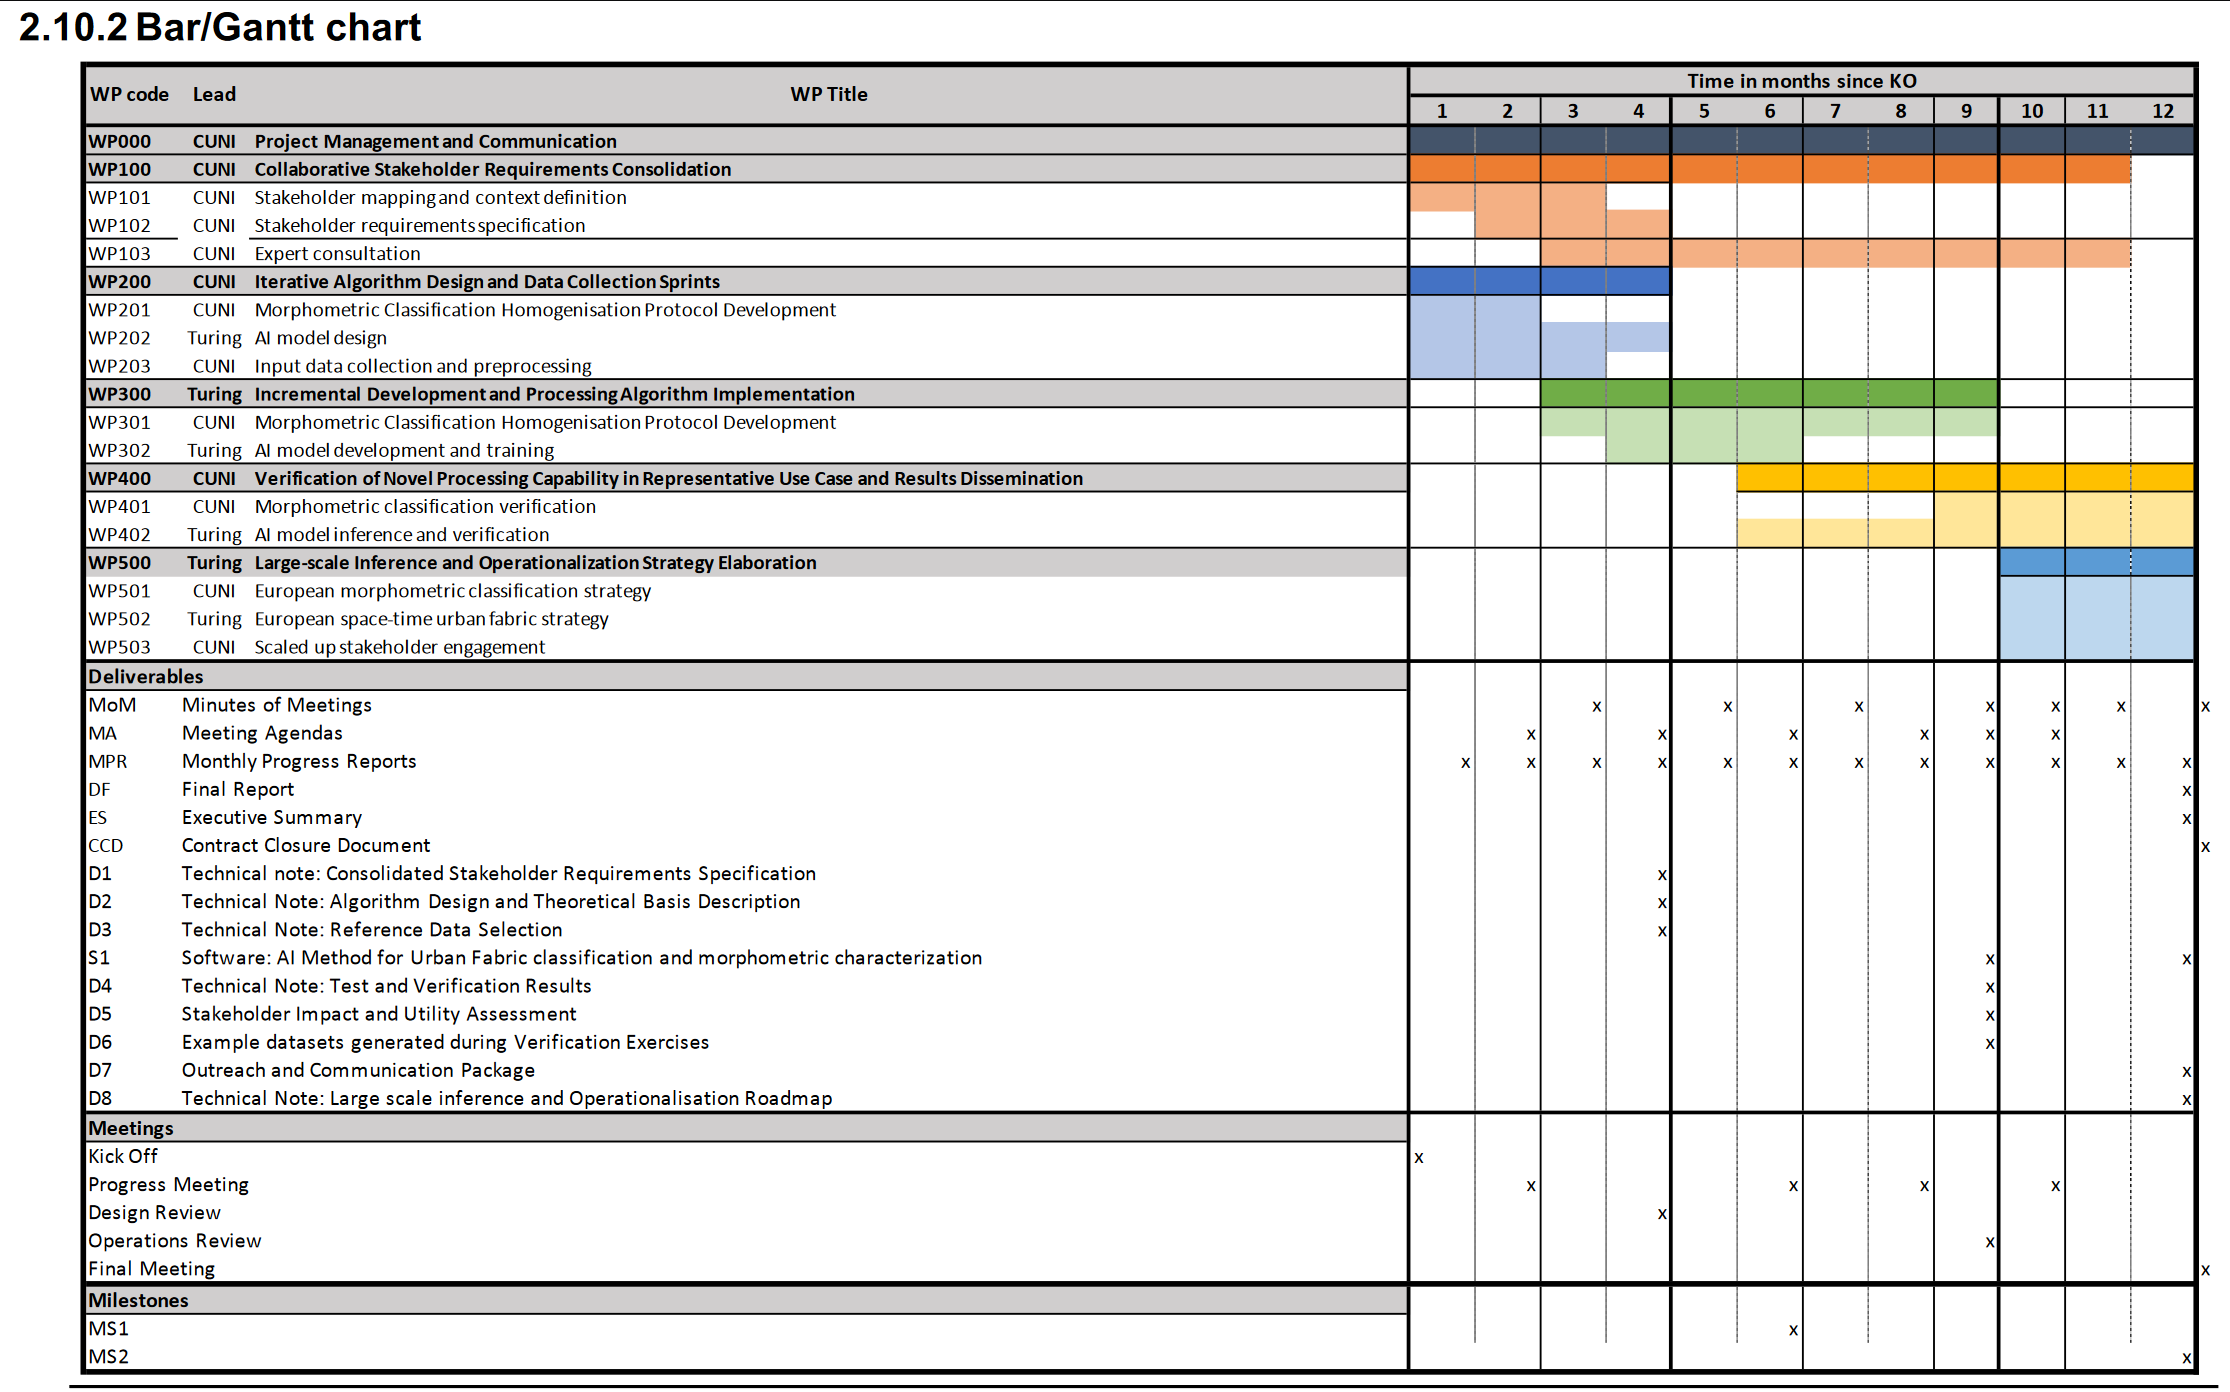 2.10.2 Bar/Gantt chart
WP code Lead WP Title Time in months since KO
1 2 3 4 5 6 7 8 9 10 11 12
WP000 CUNI Project Management and Communication
WP100 CUNI Collaborative Stakeholder Requirements Consolidation
WP101 CUNI Stakeholder mapping and context definition
WP102 CUNI Stakeholder requirements specification
WP103 CUNI Expert consultation
WP200 CUNI Iterative Algorithm Design and Data Collection Sprints
WP201 CUNI Morphometric Classification Homogenisation Protocol Development
WP202 Turing AI model design
WP203 CUNI Input data collection and preprocessing
WP300 Turing Incremental Development and Processing Algorithm Implementation
WP301 CUNI Morphometric Classification Homogenisation Protocol Development
WP302 Turing AI model development and training
WP400 CUNI Verification of Novel Processing Capability in Representative Use Case and Results Dissemination
WP401 CUNI Morphometric classification verification
WP402 Turing AI model inference and verification
WP500 Turing Large-scale Inference and Operationalization Strategy Elaboration
WP501 CUNI European morphometric classification strategy
WP502 Turing European space-time urban fabric strategy
WP503 CUNI Scaled up stakeholder engagement
Deliverables
MoM Minutes of Meetings x x x x x x x
MA Meeting Agendas x x x x x x
MPR Monthly Progress Reports x x x x x x x x x x x x
DF Final Report x
ES Executive Summary x
CCD Contract Closure Document x
D1 Technical note: Consolidated Stakeholder Requirements Specification x
D2 Technical Note: Algorithm Design and Theoretical Basis Description x
D3 Technical Note: Reference Data Selection x
S1 Software: AI Method for Urban Fabric classification and morphometric characterization x x
D4 Technical Note: Test and Verification Results x
D5 Stakeholder Impact and Utility Assessment x
D6 Example datasets generated during Verification Exercises x
D7 Outreach and Communication Package x
D8 Technical Note: Large scale inference and Operationalisation Roadmap x
Meetings
Kick Off x
Progress Meeting x x x x
Design Review x
Operations Review x
Final Meeting x
Milestones
MS1 x
MS2 x